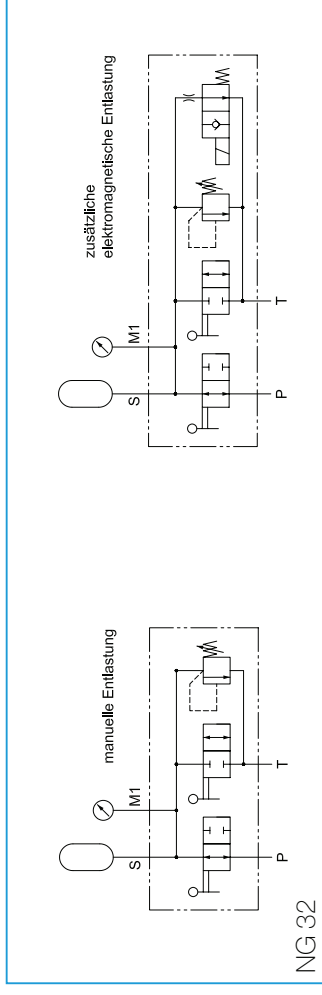 NG 32
manuelle Entlastung
S
M1
P
T
zusätzliche
elektromagnetische Entlastung
S
M1
P
T